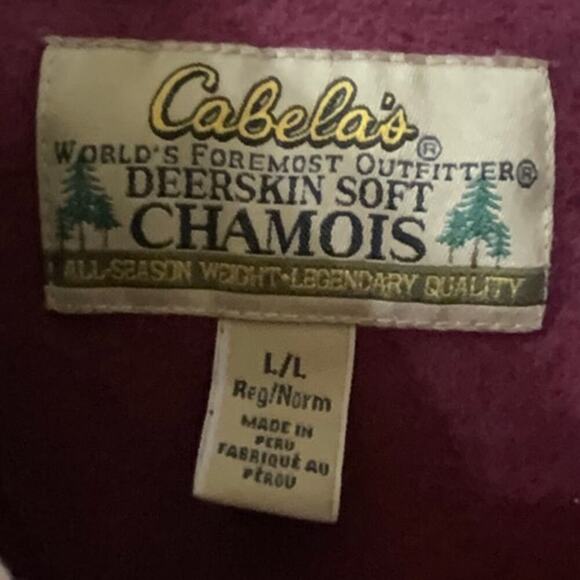 Cabela's®
WORLD'S FOREMOST OUTFITTER®
DEERSKIN SOFT
CHAMOIS
ALL-SEASON WEIGHT•LEGENDARY QUALITY
L/L
Reg/Norm
MADE IN
PERU
FABRIQUÉ AU
PÉROU